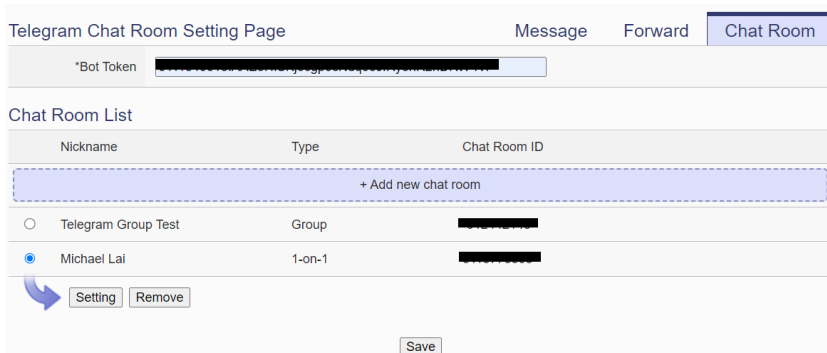 Telegram Chat Room Setting Page Message Forward Chat Room
*Bot Token
Chat Room List
Nickname Type Chat Room ID
+ Add new chat room
Telegram Group Test Group
Michael Lai 1-on-1
Setting Remove
Save